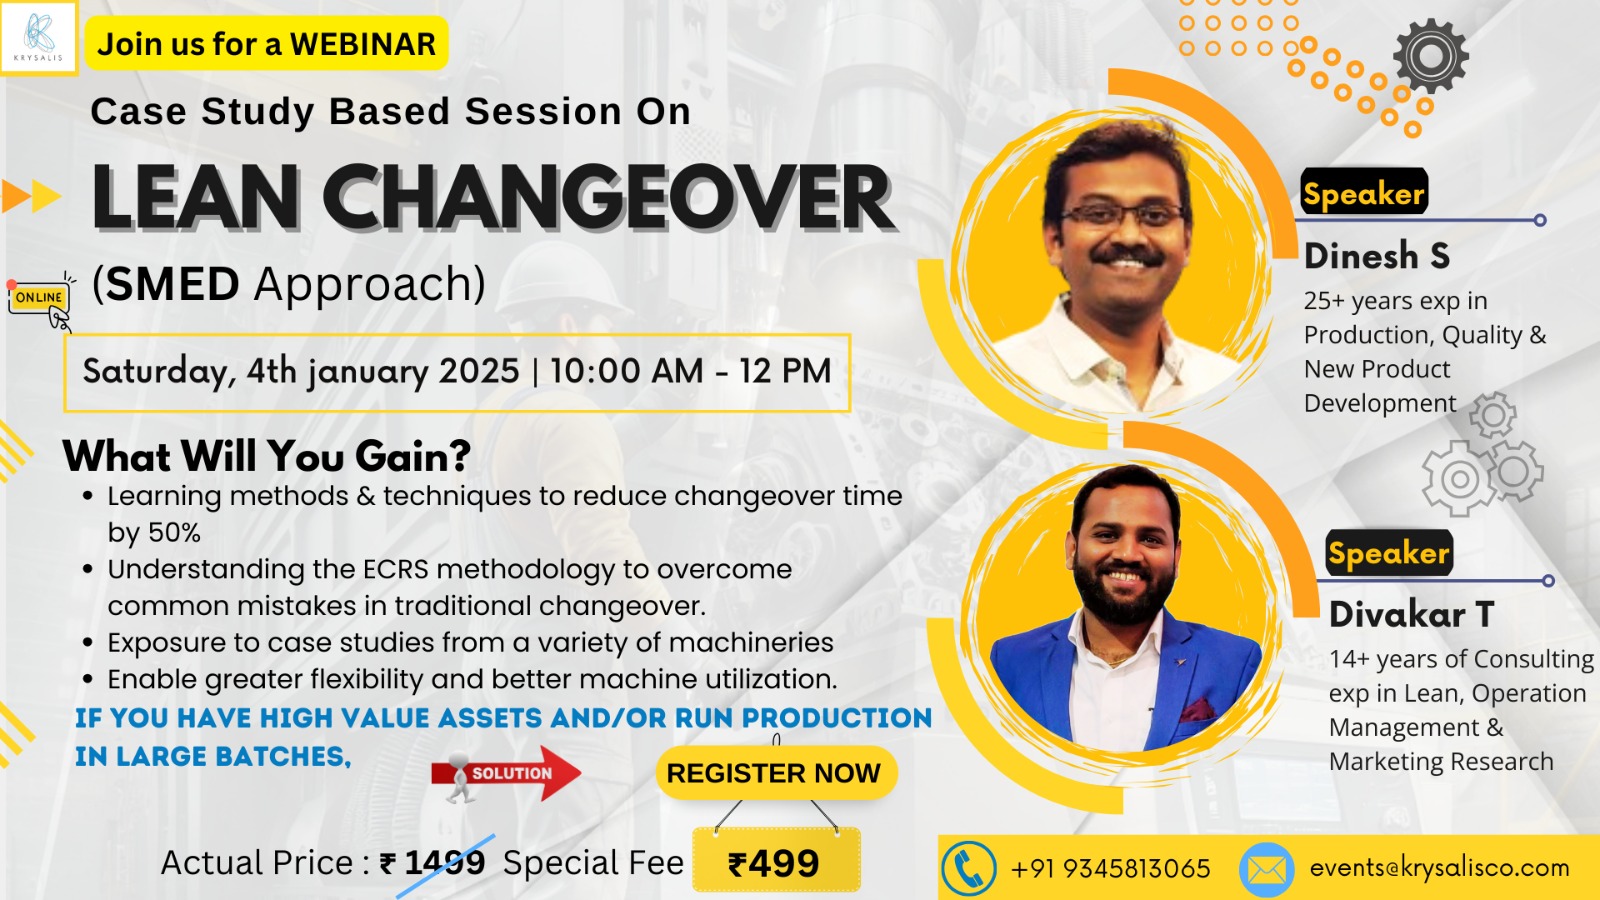 KRYSALIS
Join us for a WEBINAR
Case Study Based Session On
LEAN CHANGEOVER
(SMED Approach)
ONLINE
Saturday, 4th january 2025 | 10:00 AM - 12 PM
What Will You Gain?
• Learning methods & techniques to reduce changeover time
by 50%
• Understanding the ECRS methodology to overcome
common mistakes in traditional changeover.
• Exposure to case studies from a variety of machineries
• Enable greater flexibility and better machine utilization.
IF YOU HAVE HIGH VALUE ASSETS AND/OR RUN PRODUCTION
IN LARGE BATCHES,
SOLUTION
REGISTER NOW
Actual Price : ₹ 1499 Special Fee ₹499
Speaker
Dinesh S
25+ years exp in
Production, Quality &
New Product
Development
Speaker
Divakar T
14+ years of Consulting
exp in Lean, Operation
Management &
Marketing Research
+91 9345813065
events@krysalisco.com